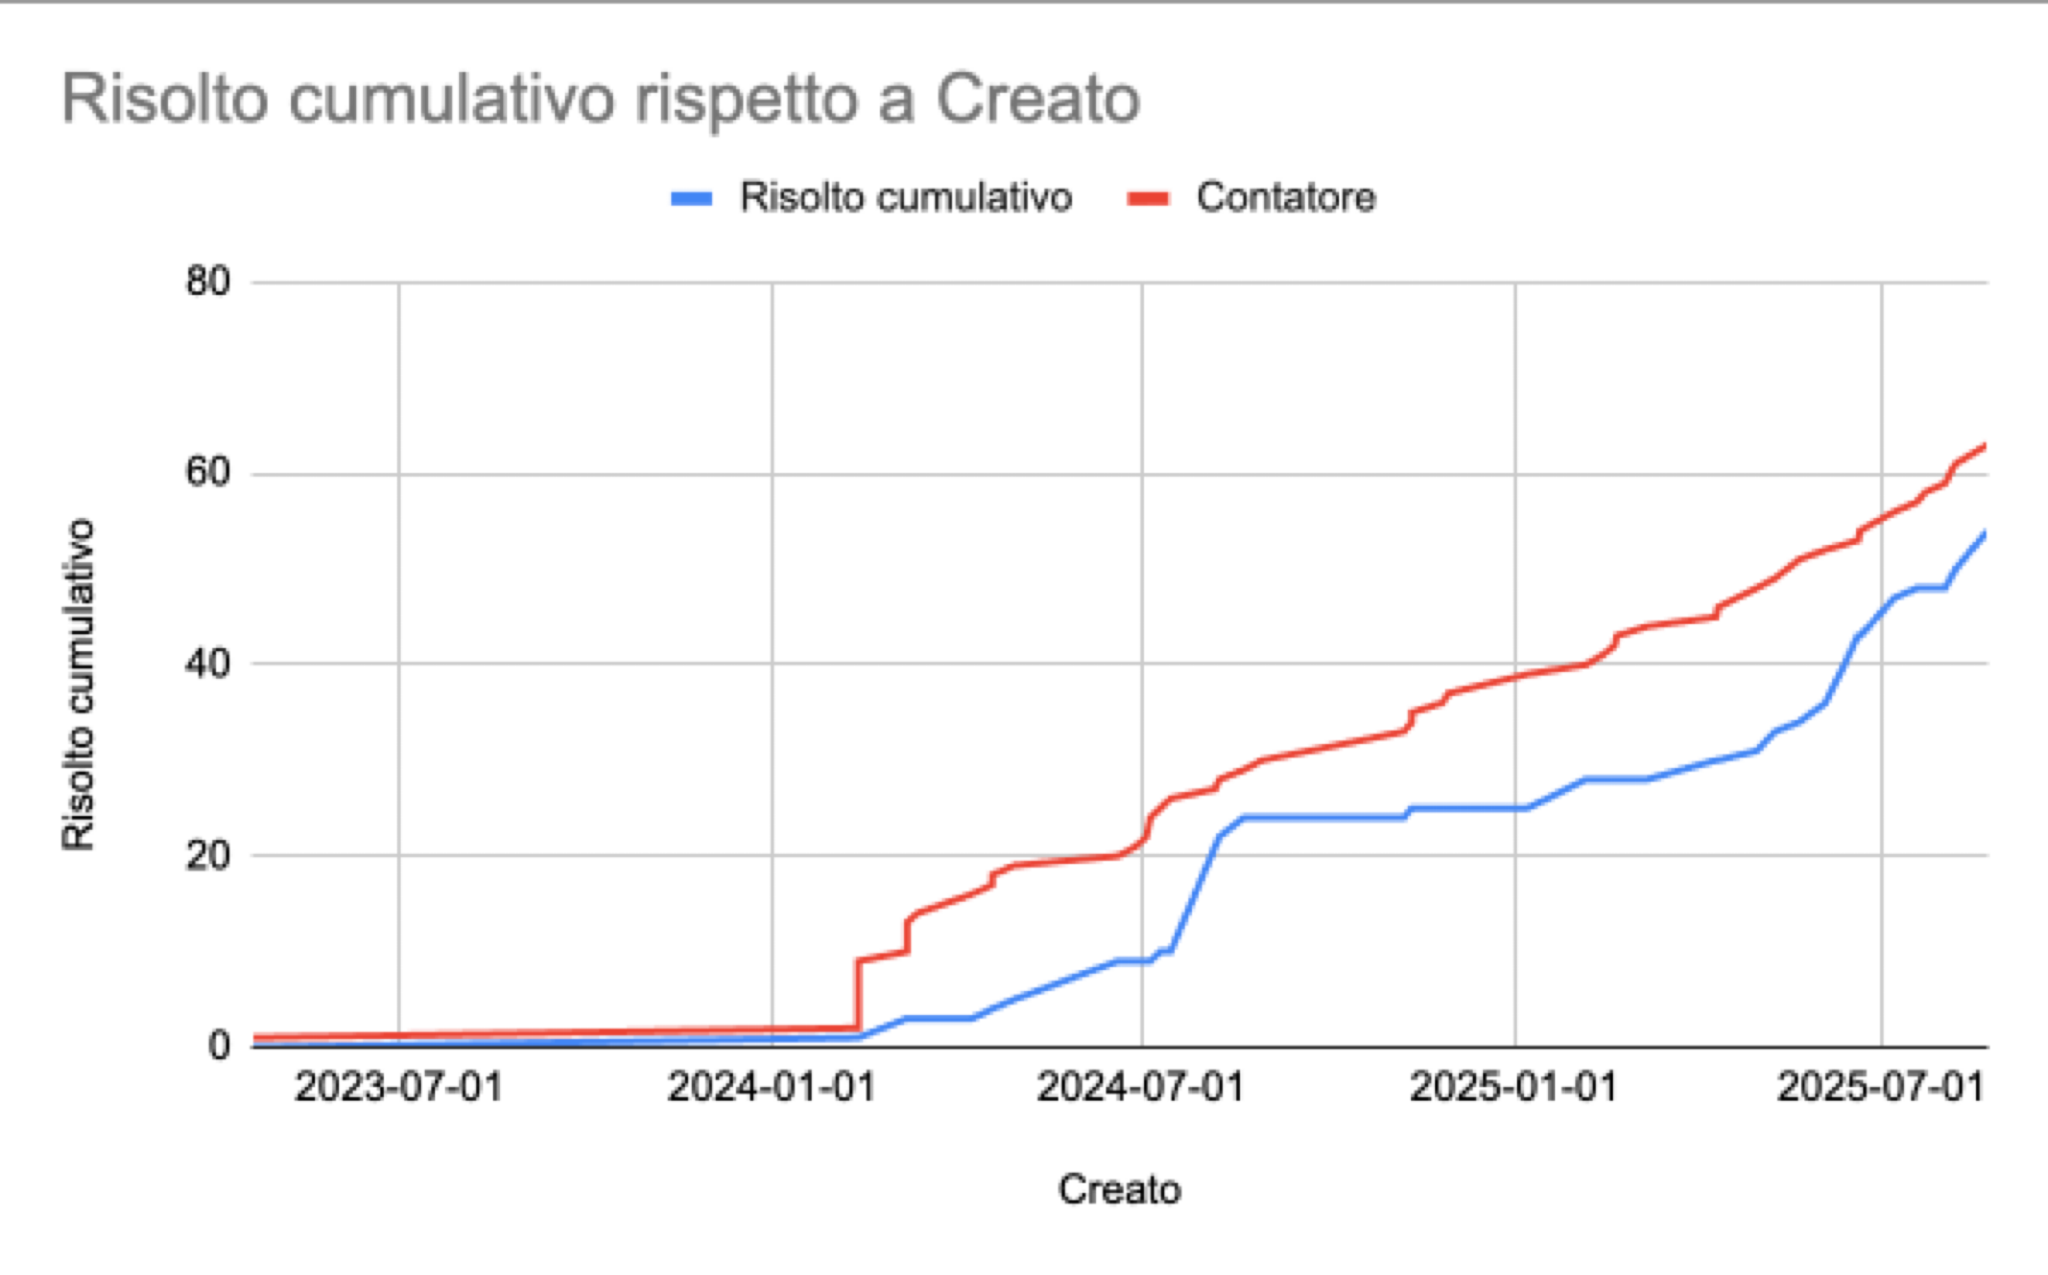 Risolto cumulativo rispetto a Creato
Risolto cumulativo
Contatore
80
60
40
20
0
Risolto cumulativo
2023-07-01
2024-01-01
2024-07-01
2025-01-01
2025-07-01
Creato